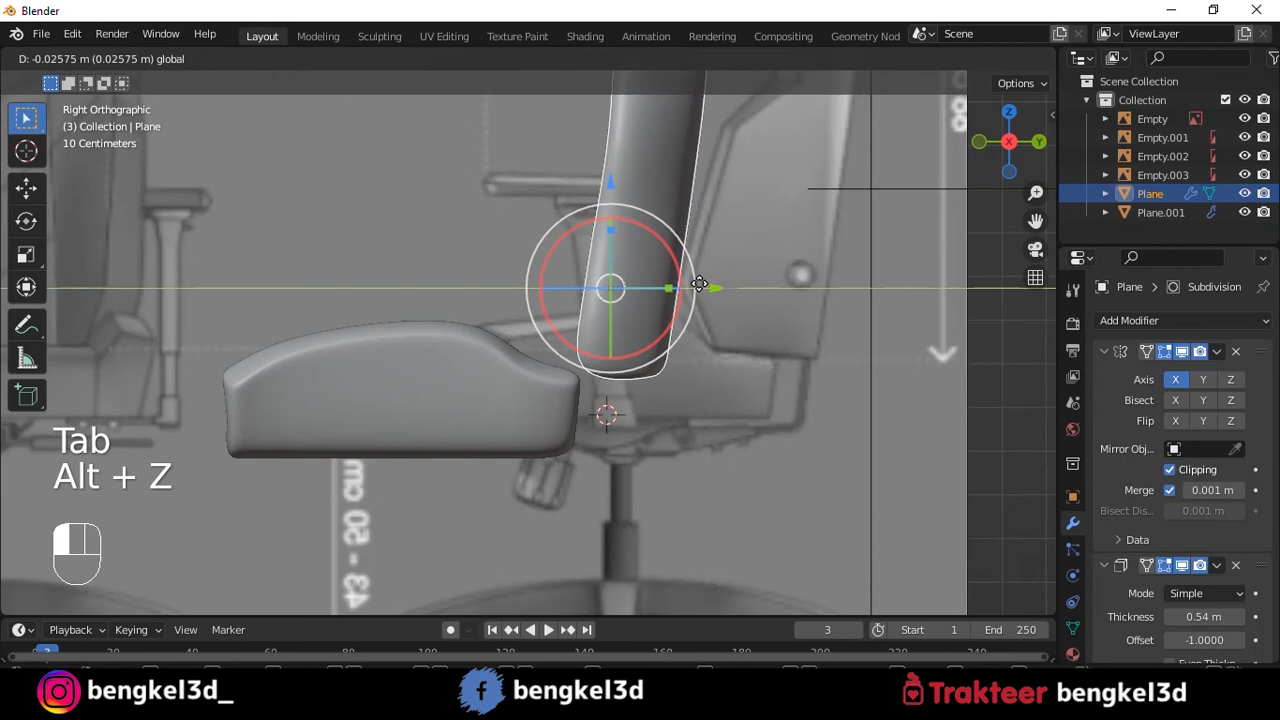 Blender
File Edit Render Window Help Layout Modeling Sculpting UV Editing Texture Paint Shading Animation Rendering Compositing Geometry Nod Scene ViewLayer
D: -0.02575 m (0.02575 m) global
Options
Right Orthographic
(3) Collection | Plane
10 Centimeters
Z
Y
X
Scene Collection
Collection
Empty
Empty.001
Empty.002
Empty.003
Plane
Plane.001
Plane > Subdivision
Add Modifier
Axis X Y Z
Bisect X Y Z
Flip X Y Z
Mirror Obj...
Clipping
Merge 0.001 m
Bisect Dis... 0.001 m
Data
Mode Simple
Thickness 0.54 m
Offset -1.0000
43 - 50 cm
Tab
Alt + Z
Playback Keying View Marker 3 Start 1 End 250
bengkel3d_ bengkel3d Trakteer bengkel3d